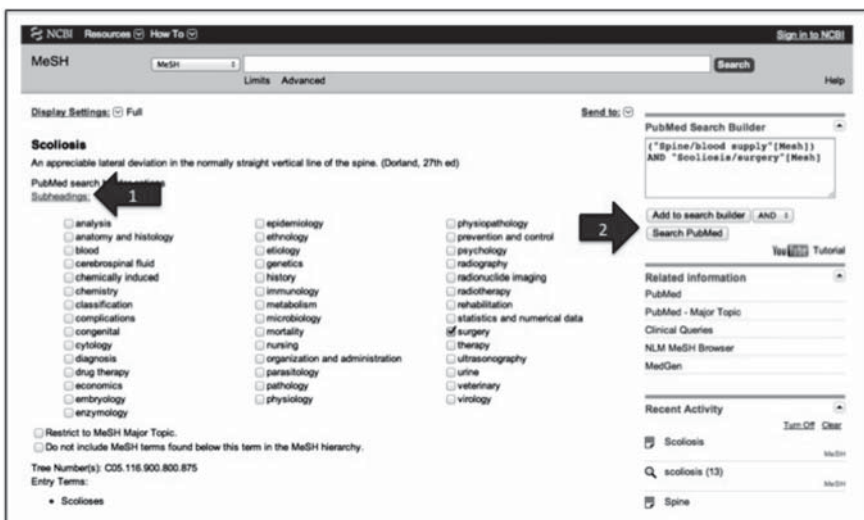 NCBI Resources How To Sign in to NCBI
MeSH MeSH Search
Limits Advanced Help
Display Settings: Full Send to:
Scoliosis
An appreciable lateral deviation in the normally straight vertical line of the spine. (Dorland, 27th ed)
PubMed search
Subheadings:
1
analysis
anatomy and histology
blood
cerebrospinal fluid
chemically induced
chemistry
classification
complications
congenital
cytology
diagnosis
drug therapy
economics
embryology
enzymology
epidemiology
ethnology
etiology
genetics
history
immunology
metabolism
microbiology
mortality
nursing
organization and administration
parasitology
pathology
physiology
physiopathology
prevention and control
psychology
radiography
radionuclide imaging
radiotherapy
rehabilitation
statistics and numerical data
surgery
therapy
ultrasonography
urine
veterinary
virology
Restrict to MeSH Major Topic.
Do not include MeSH terms found below this term in the MeSH hierarchy.
Tree Number(s): C05.116.900.800.875
Entry Terms:
Scolioses
PubMed Search Builder
("Spine/blood supply"[Mesh])
AND "Scoliosis/surgery"[Mesh]
2
Add to search builder AND
Search PubMed
YouTube Tutorial
Related information
PubMed
PubMed - Major Topic
Clinical Queries
NLM MeSH Browser
MedGen
Recent Activity
Turn Off Clear
Scoliosis
MeSH
scoliosis (13)
MeSH
Spine